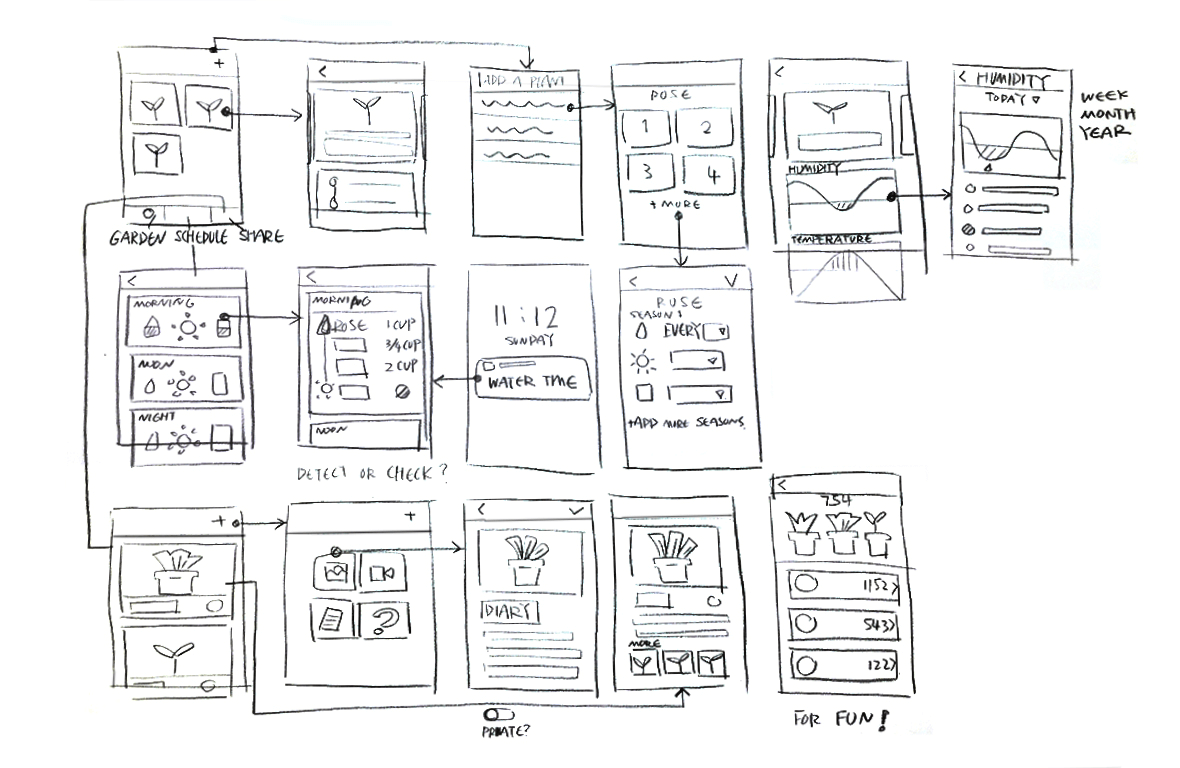 +
<
ADD A PLANT
ROSE
1 2
3 4
+ MORE
<
HUMIDITY
TEMPERATURE
< HUMIDITY
TODAY
WEEK
MONTH
YEAR
GARDEN SCHEDULE SHARE
<
MORNING
NOON
NIGHT
<
MORNING
ROSE 1 CUP
3/4 CUP
2 CUP
NOON
DETECT OR CHECK?
11:12
SUNDAY
WATER TIME
<
ROSE
SEASON 1
EVERY
+ADD MORE SEASONS
+
+
?
<
DIARY
MORE
PRIVATE?
<
754
1152>
543>
122>
FOR FUN!